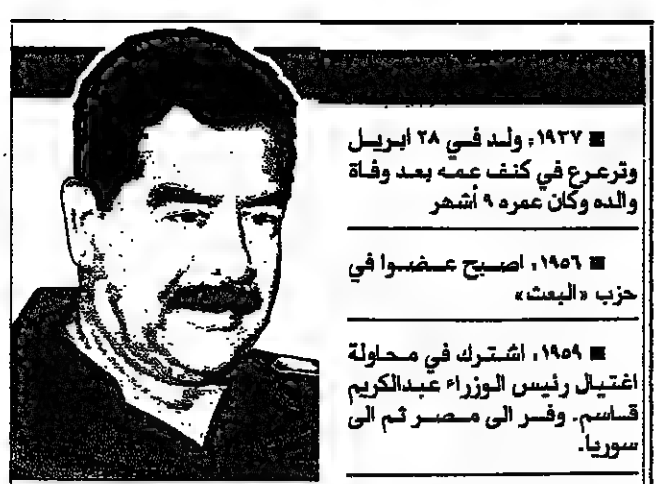 ■ ١٩٣٧، ولد في ٢٨ ابريل
وترعرع في كنف عمه بعد وفاة
والده وكان عمره ٩ أشهر
■ ١٩٥٦، اصبح عضوا في
حزب «البعث»
■ ١٩٥٩، اشترك في محاولة
اغتيال رئيس الوزراء عبدالكريم
قاسم. وفر الى مصر ثم الى
سوريا.